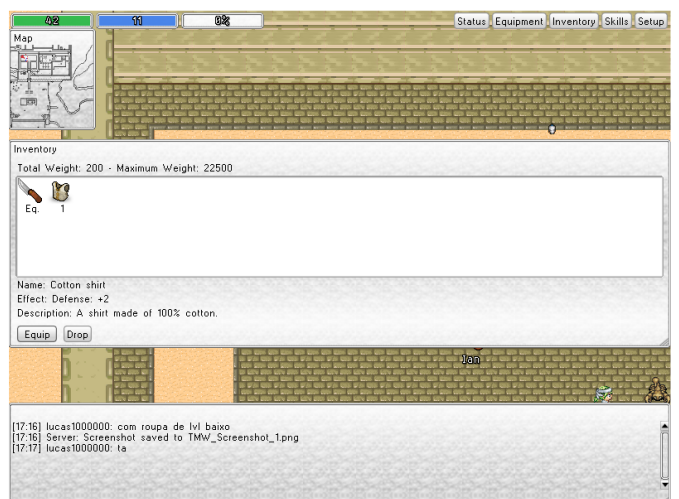 42 11 0% Status Equipment Inventory Skills Setup
Map
Inventory
Total Weight: 200 - Maximum Weight: 22500
Eq. 1
Name: Cotton shirt
Effect: Defense: +2
Description: A shirt made of 100% cotton.
Equip Drop
Ian
[17:16] lucas1000000: com roupa de lvl baixo
[17:16] Server: Screenshot saved to TMW_Screenshot_1.png
[17:17] lucas1000000: ta